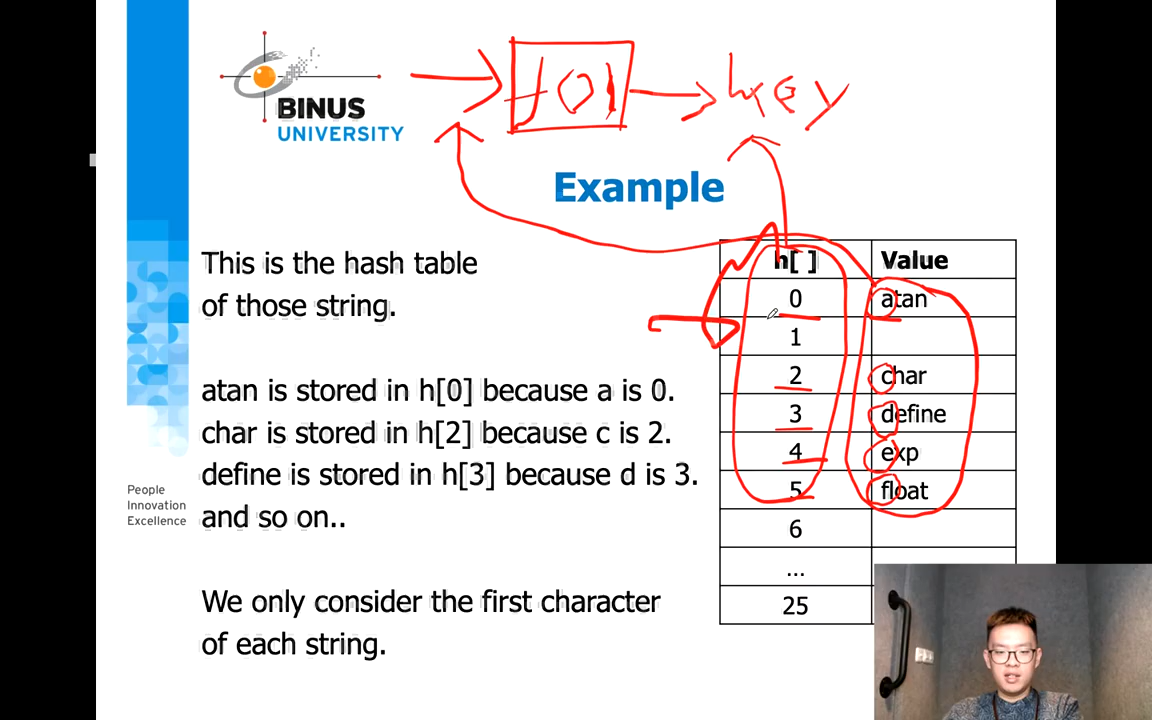 BINUS
UNIVERSITY
f()
key
Example
This is the hash table
of those string.
atan is stored in h[0] because a is 0.
char is stored in h[2] because c is 2.
define is stored in h[3] because d is 3.
and so on..
We only consider the first character
of each string.
h[ ] Value
0 atan
1
2 char
3 define
4 exp
5 float
6
...
25
People
Innovation
Excellence